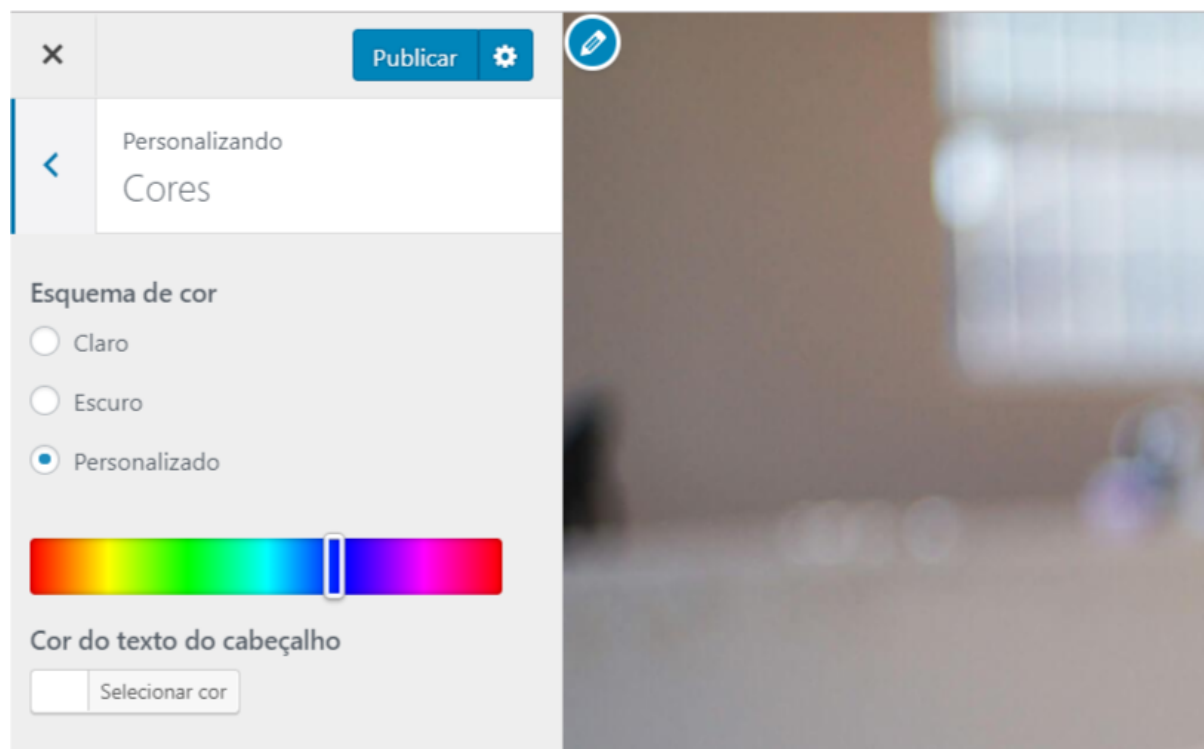 Publicar
Personalizando
Cores
Esquema de cor
Claro
Escuro
Personalizado
Cor do texto do cabeçalho
Selecionar cor